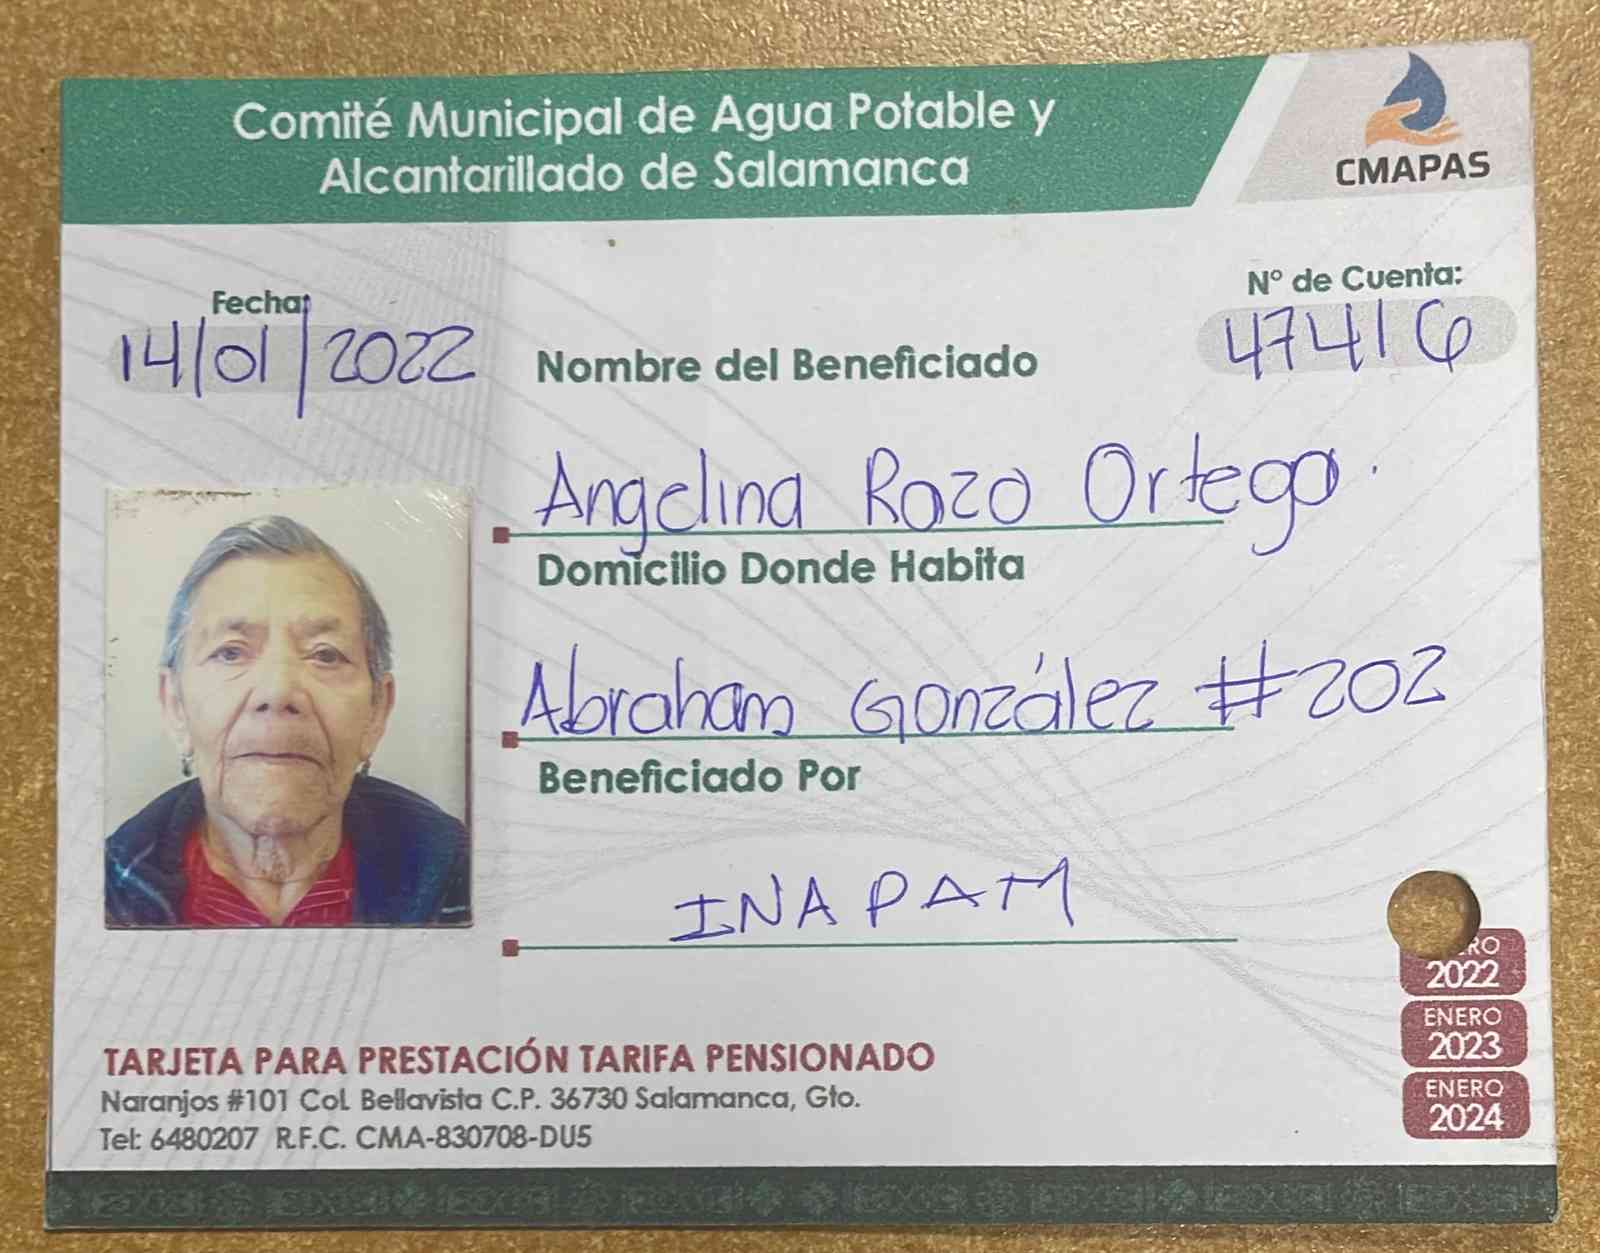 Comité Municipal de Agua Potable y
Alcantarillado de Salamanca
CMAPAS
Fecha:
14/01/2022
N° de Cuenta:
47416
Nombre del Beneficiado
Angelina Razo Ortega.
Domicilio Donde Habita
Abraham González #202
Beneficiado Por
INAPAM
RO
2022
ENERO
2023
ENERO
2024
TARJETA PARA PRESTACIÓN TARIFA PENSIONADO
Naranjos #101 Col. Bellavista C.P. 36730 Salamanca, Gto.
Tel: 6480207 R.F.C. CMA-830708-DU5